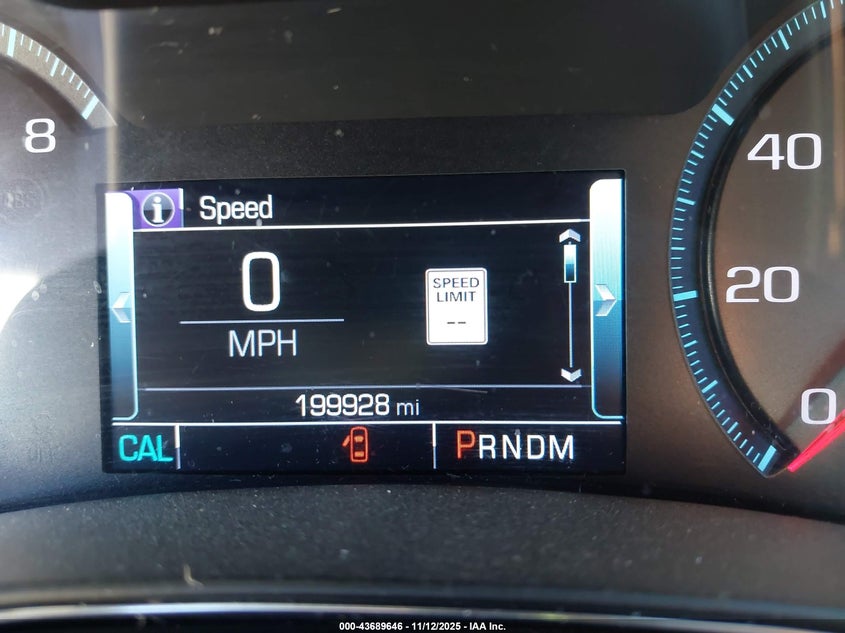 8
Speed
0
MPH
SPEED
LIMIT
--
199928 mi
CAL
PRNDM
40
20
0
000-43689646 - 11/12/2025 - IAA Inc.